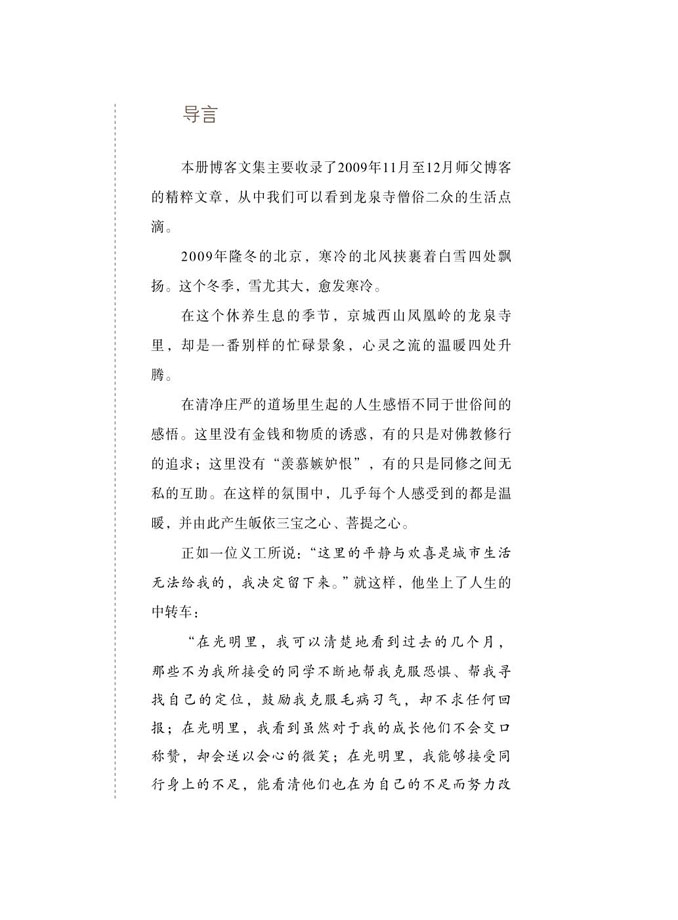 导言
本册博客文集主要收录了2009年11月至12月师父博客
的精粹文章，从中我们可以看到龙泉寺僧俗二众的生活点
滴。
2009年隆冬的北京，寒冷的北风挟裹着白雪四处飘
扬。这个冬季，雪尤其大，愈发寒冷。
在这个休养生息的季节，京城西山凤凰岭的龙泉寺
里，却是一番别样的忙碌景象，心灵之流的温暖四处升
腾。
在清净庄严的道场里生起的人生感悟不同于世俗间的
感悟。这里没有金钱和物质的诱惑，有的只是对佛教修行
的追求；这里没有“羡慕嫉妒恨”，有的只是同修之间无
私的互助。在这样的氛围中，几乎每个人感受到的都是温
暖，并由此产生皈依三宝之心、菩提之心。
正如一位义工所说：“这里的平静与欢喜是城市生活
无法给我的，我决定留下来。”就这样，他坐上了人生的
中转车：
“在光明里，我可以清楚地看到过去的几个月，
那些不为我所接受的同学不断地帮我克服恐惧、帮我寻
找自己的定位，鼓励我克服毛病习气，却不求任何回
报；在光明里，我看到虽然对于我的成长他们不会交口
称赞，却会送以会心的微笑；在光明里，我能够接受同
行身上的不足，能看清他们也在为自己的不足而努力改